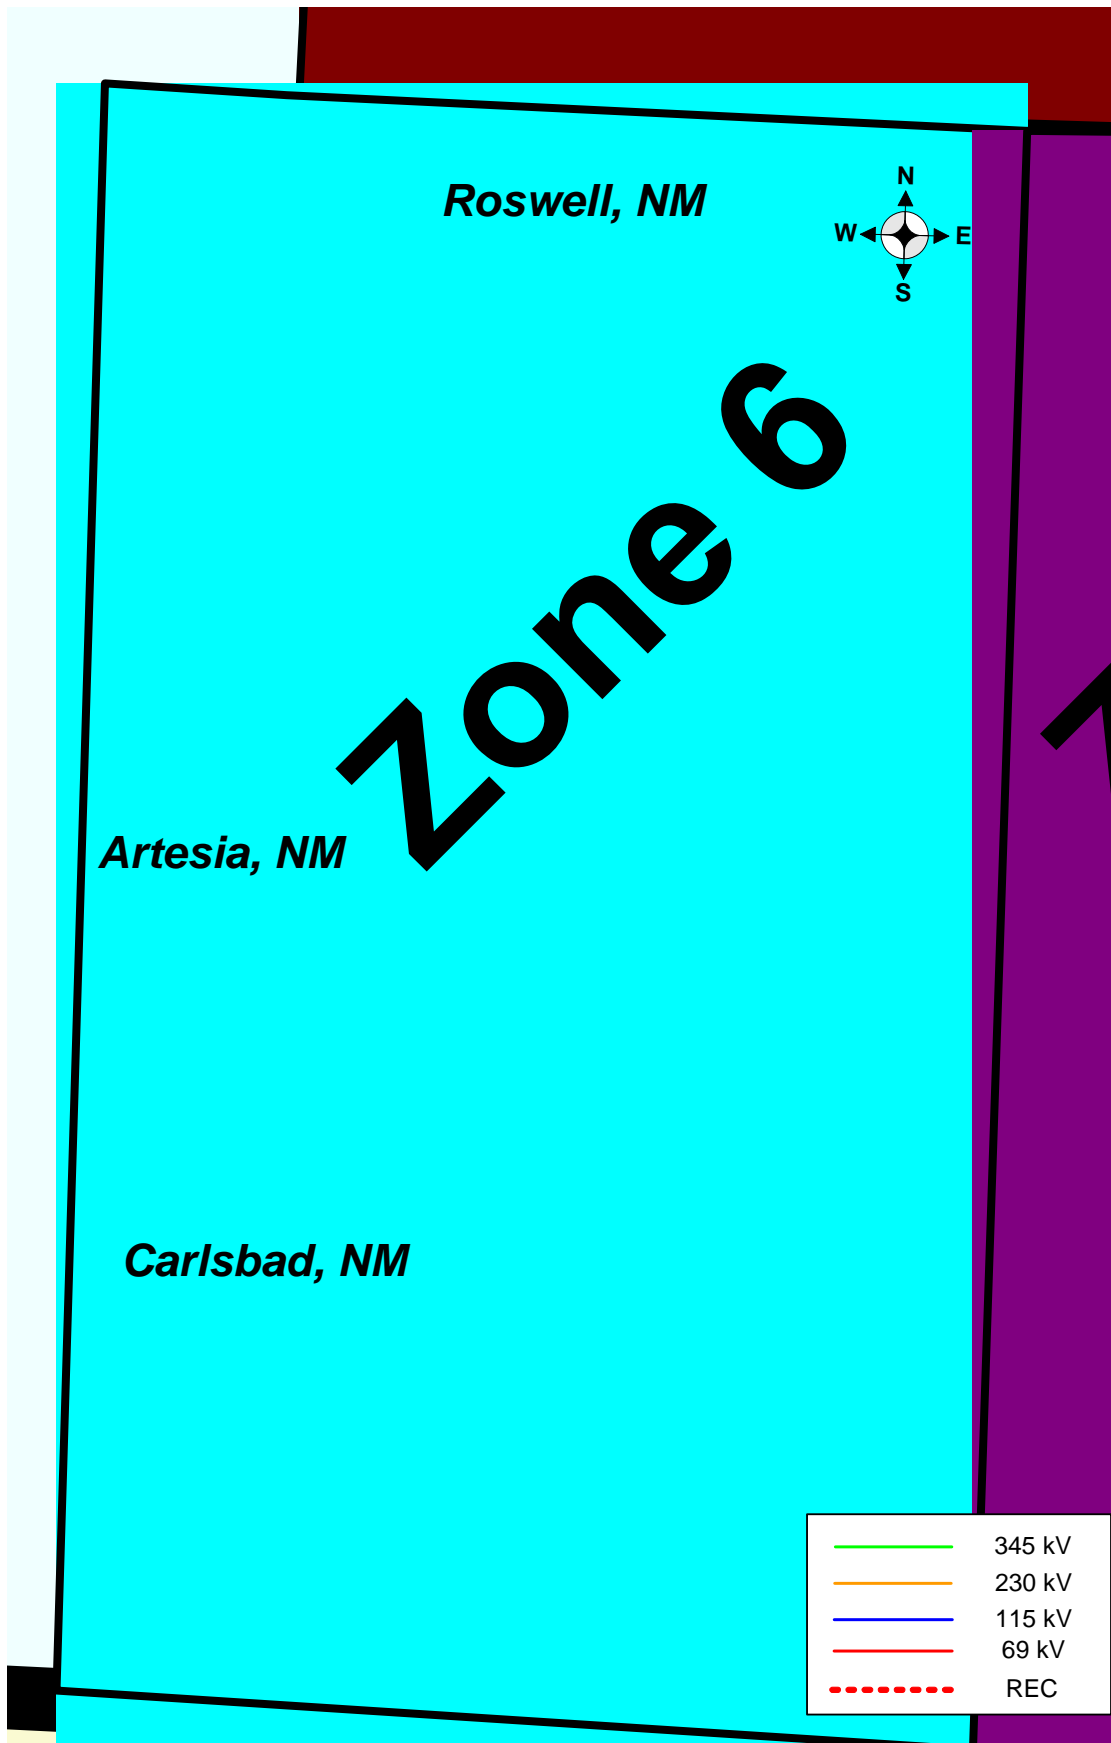 Roswell, NM
N
W
E
S
Zone 6
Artesia, NM
Carlsbad, NM
345 kV
230 kV
115 kV
69 kV
REC